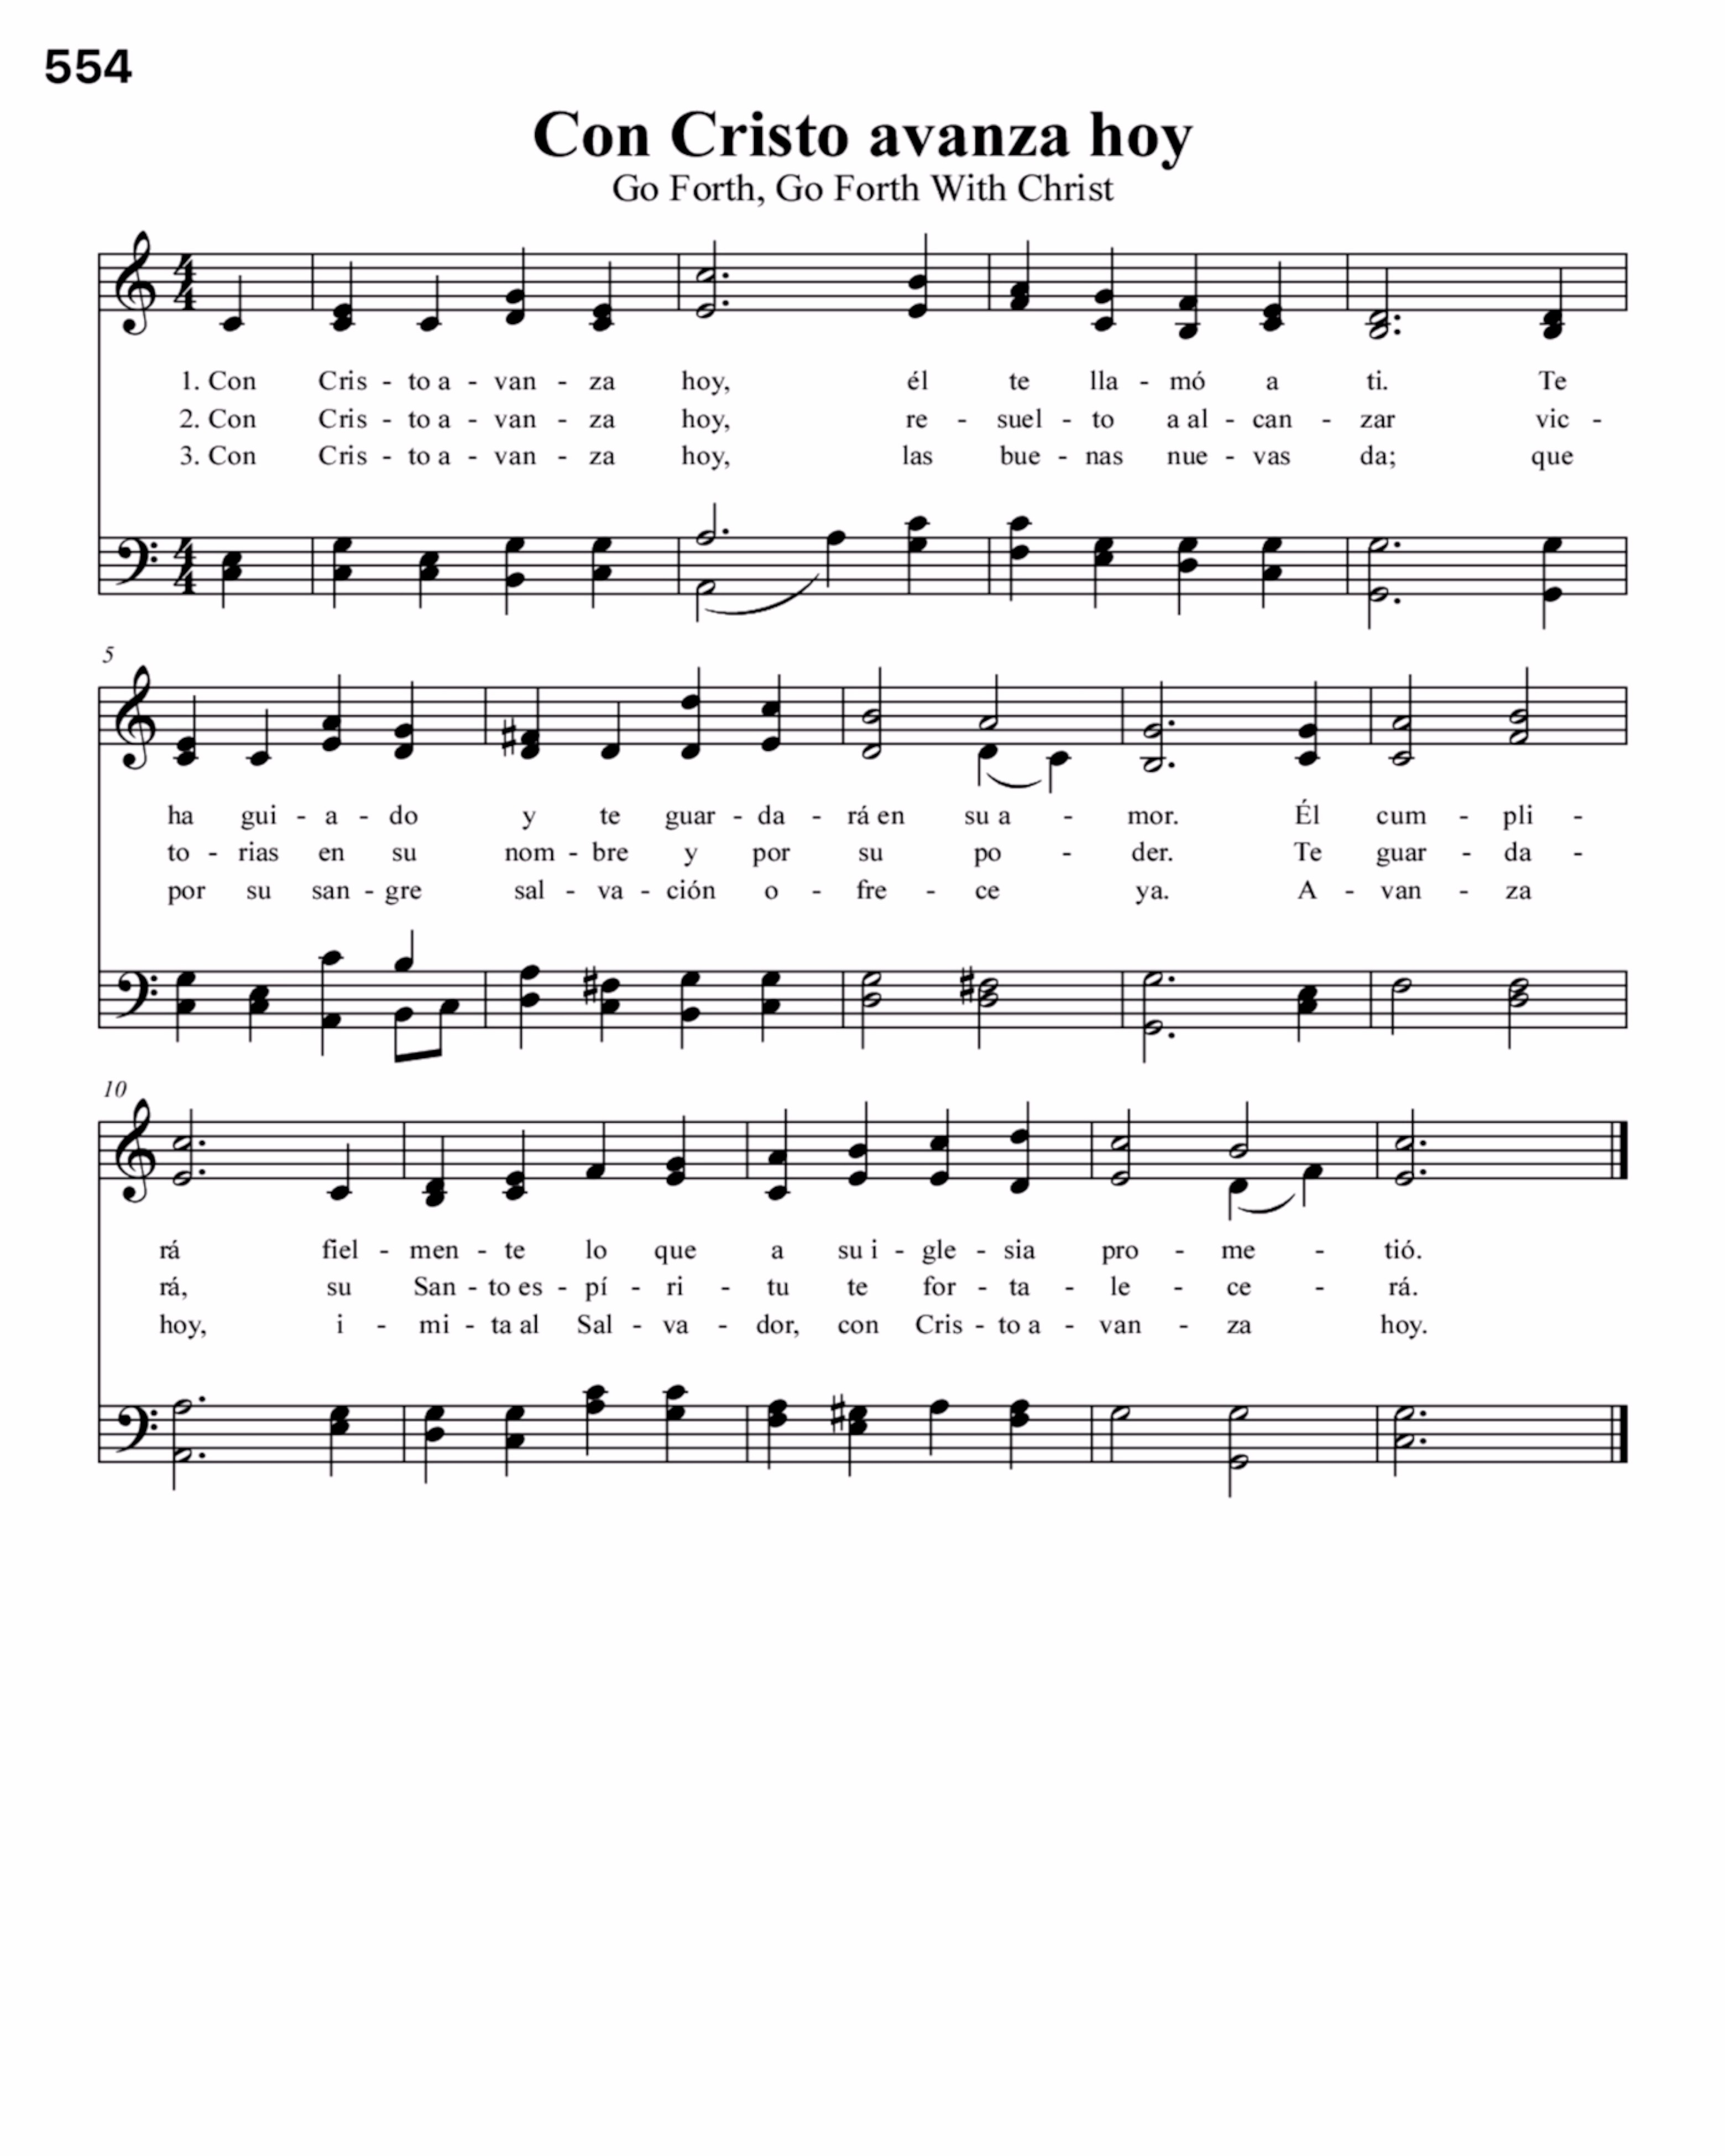 554
Con Cristo avanza hoy
Go Forth, Go Forth With Christ
4 4
1. Con Cris - to a - van - za hoy, él te lla - mó a ti. Te
2. Con Cris - to a - van - za hoy, re - suel - to a al - can - zar vic -
3. Con Cris - to a - van - za hoy, las bue - nas nue - vas da; que
4 4
5
ha gui - a - do y te guar - da - rá en su a - mor. Él cum - pli -
to - rias en su nom - bre y por su po - der. Te guar - da -
por su san - gre sal - va - ción o - fre - ce ya. A - van - za
10
rá fiel - men - te lo que a su i - gle - sia pro - me - tió.
rá, su San - to es - pí - ri - tu te for - ta - le - ce - rá.
hoy, i - mi - ta al Sal - va - dor, con Cris - to a - van - za hoy.